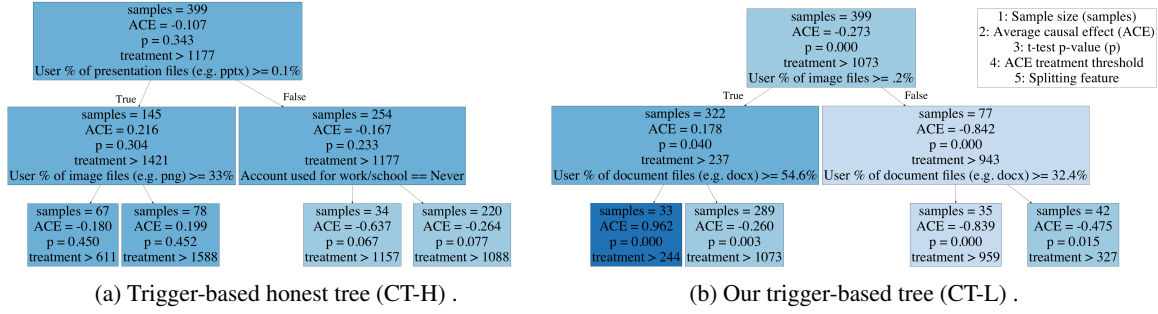 samples = 399
ACE = -0.107
p = 0.343
treatment > 1177
User % of presentation files (e.g. pptx) >= 0.1%
True
False
samples = 145
ACE = 0.216
p = 0.304
treatment > 1421
User % of image files (e.g. png) >= 33%
samples = 254
ACE = -0.167
p = 0.233
treatment > 1177
Account used for work/school == Never
samples = 67
ACE = -0.180
p = 0.450
treatment > 611
samples = 78
ACE = 0.199
p = 0.452
treatment > 1588
samples = 34
ACE = -0.637
p = 0.067
treatment > 1157
samples = 220
ACE = -0.264
p = 0.077
treatment > 1088
(a) Trigger-based honest tree (CT-H) .
samples = 399
ACE = -0.273
p = 0.000
treatment > 1073
User % of image files >= .2%
True
False
1: Sample size (samples)
2: Average causal effect (ACE)
3: t-test p-value (p)
4: ACE treatment threshold
5: Splitting feature
samples = 322
ACE = 0.178
p = 0.040
treatment > 237
User % of document files (e.g. docx) >= 54.6%
samples = 77
ACE = -0.842
p = 0.000
treatment > 943
User % of document files (e.g. docx) >= 32.4%
samples = 33
ACE = 0.962
p = 0.000
treatment > 244
samples = 289
ACE = -0.260
p = 0.003
treatment > 1073
samples = 35
ACE = -0.839
p = 0.000
treatment > 959
samples = 42
ACE = -0.475
p = 0.015
treatment > 327
(b) Our trigger-based tree (CT-L) .